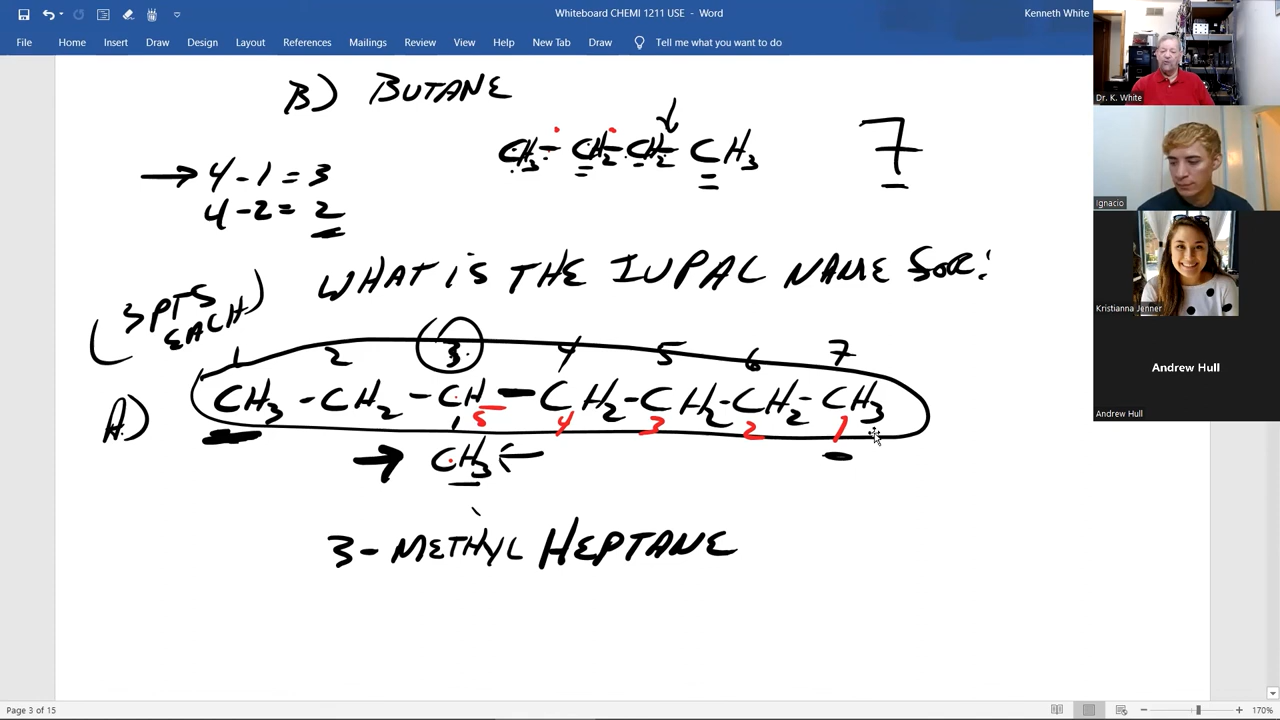 Whiteboard CHEMI 1211 USE - Word
Kenneth White
File Home Insert Draw Design Layout References Mailings Review View Help New Tab Draw Tell me what you want to do
B) BUTANE
CH3 - CH2 - CH2 - CH3
7
4 - 1 = 3
4 - 2 = 2
WHAT IS THE IUPAC NAME FOR:
(3 PTS EACH)
1 2 3 4 5 6 7
A.) CH3 - CH2 - CH - CH2 - CH2 - CH2 - CH3
5 4 3 2 1
CH3
3 - METHYL HEPTANE
Dr. K. White
Ignacio
Kristianna Jenner
Andrew Hull
Andrew Hull
Page 3 of 15
170%